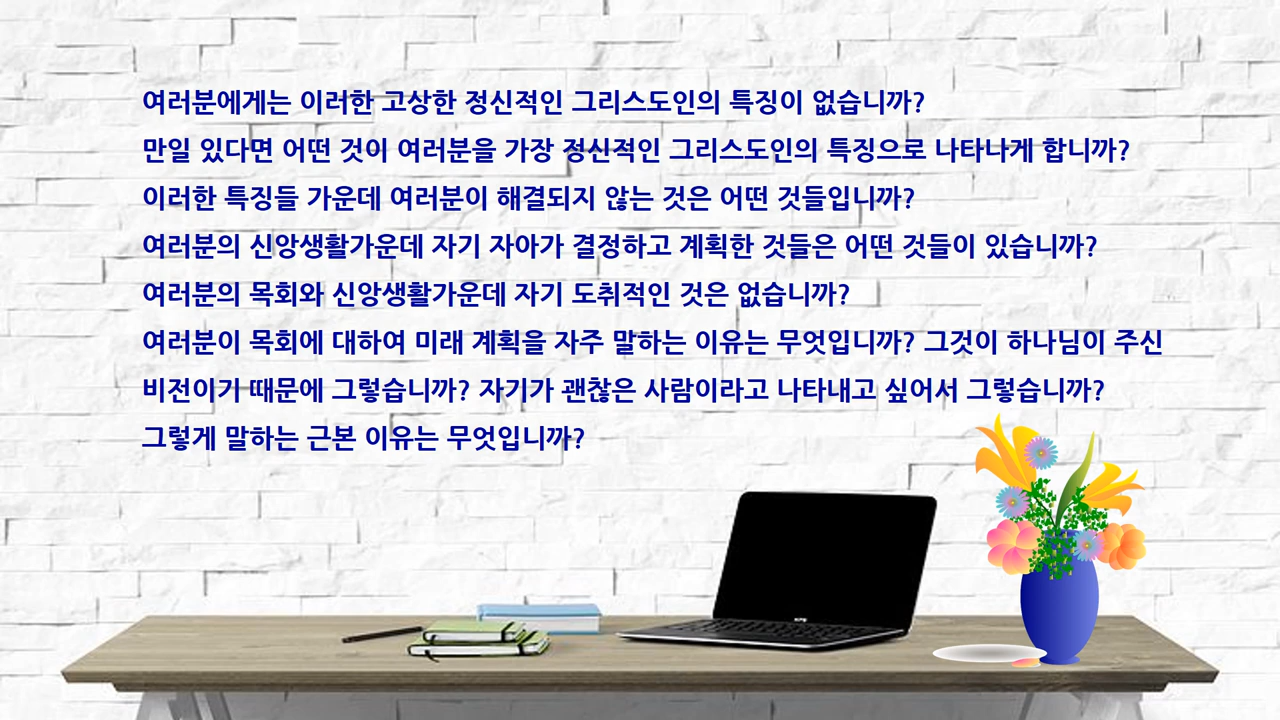 여러분에게는 이러한 고상한 정신적인 그리스도인의 특징이 없습니까?
만일 있다면 어떤 것이 여러분을 가장 정신적인 그리스도인의 특징으로 나타나게 합니까?
이러한 특징들 가운데 여러분이 해결되지 않는 것은 어떤 것들입니까?
여러분의 신앙생활가운데 자기 자아가 결정하고 계획한 것들은 어떤 것들이 있습니까?
여러분의 목회와 신앙생활가운데 자기 도취적인 것은 없습니까?
여러분이 목회에 대하여 미래 계획을 자주 말하는 이유는 무엇입니까? 그것이 하나님이 주신
비전이기 때문에 그렇습니까? 자기가 괜찮은 사람이라고 나타내고 싶어서 그렇습니까?
그렇게 말하는 근본 이유는 무엇입니까?